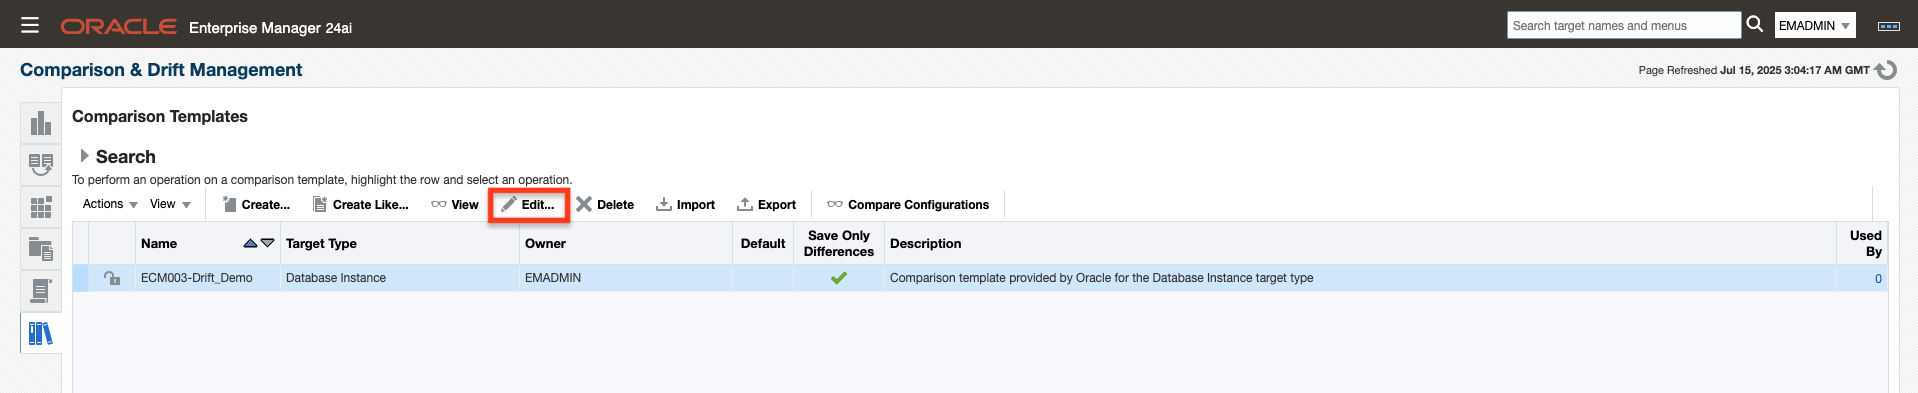 ORACLE Enterprise Manager 24ai Search target names and menus EMADMIN
Comparison & Drift Management Page Refreshed Jul 15, 2025 3:04:17 AM GMT
Comparison Templates
Search
To perform an operation on a comparison template, highlight the row and select an operation.
Actions View Create... Create Like... View Edit... Delete Import Export Compare Configurations
Name Target Type Owner Default Save Only Differences Description Used By
ECM003-Drift_Demo Database Instance EMADMIN Comparison template provided by Oracle for the Database Instance target type 0